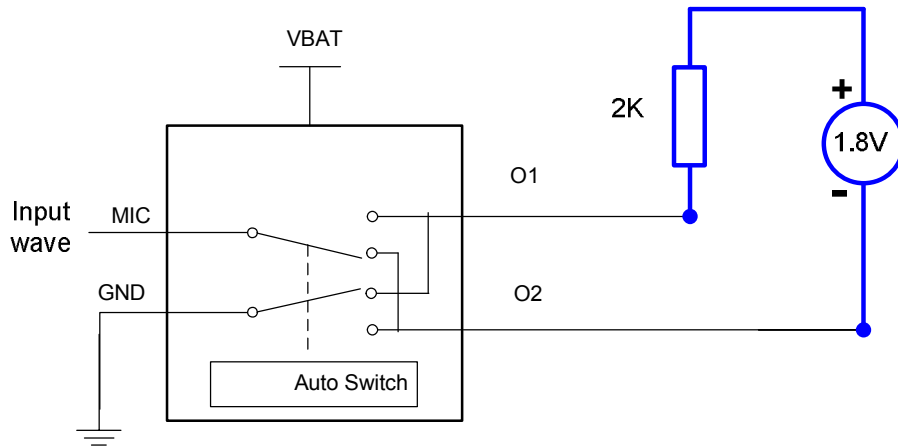 VBAT
2K
+
1.8V
-
O1
Input
wave
MIC
GND
O2
Auto Switch